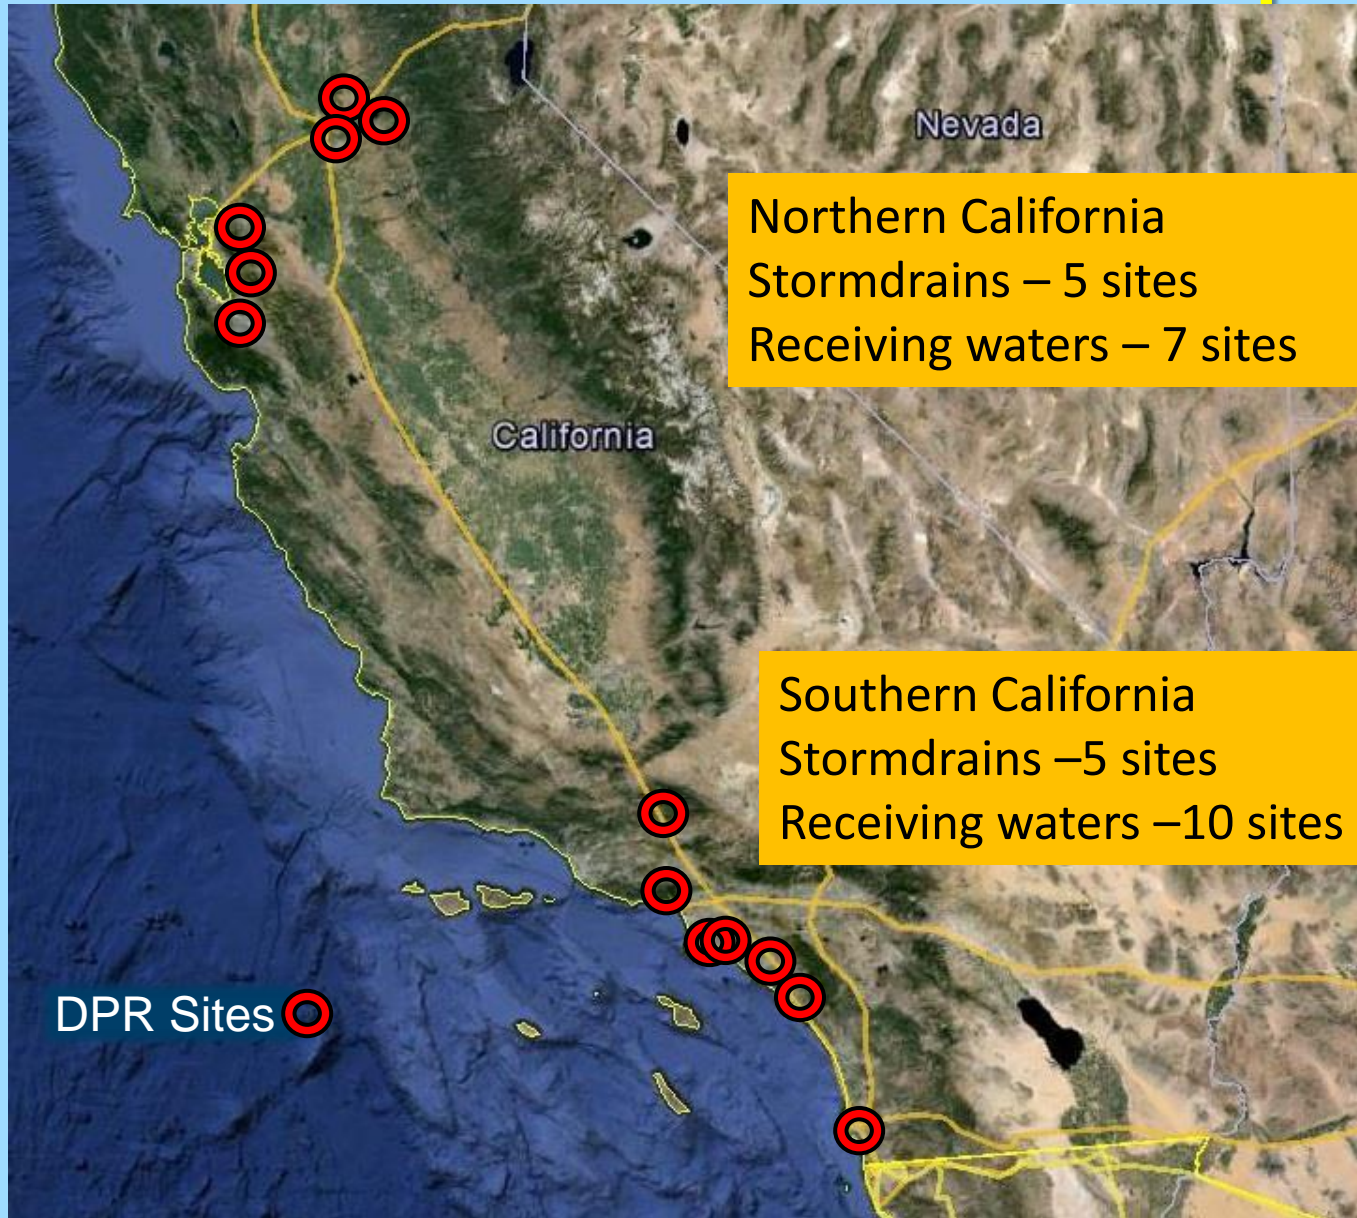 Nevada
Northern California
Stormdrains – 5 sites
Receiving waters – 7 sites
California
Southern California
Stormdrains –5 sites
Receiving waters –10 sites
DPR Sites